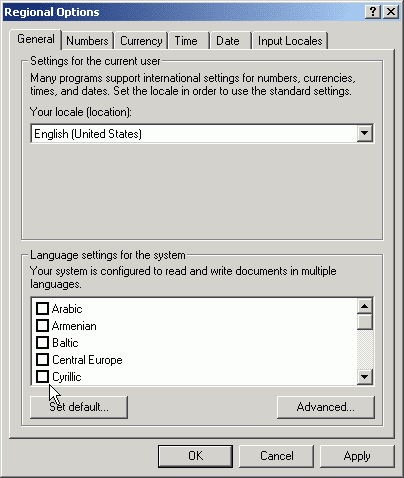 Regional Options
General
Numbers
Currency
Time
Date
Input Locales
Settings for the current user
Many programs support international settings for numbers, currencies,
times, and dates. Set the locale in order to use the standard settings.
Your locale (location):
English (United States)
Language settings for the system
Your system is configured to read and write documents in multiple
languages.
Arabic
Armenian
Baltic
Central Europe
Cyrillic
Set default...
Advanced...
OK
Cancel
Apply